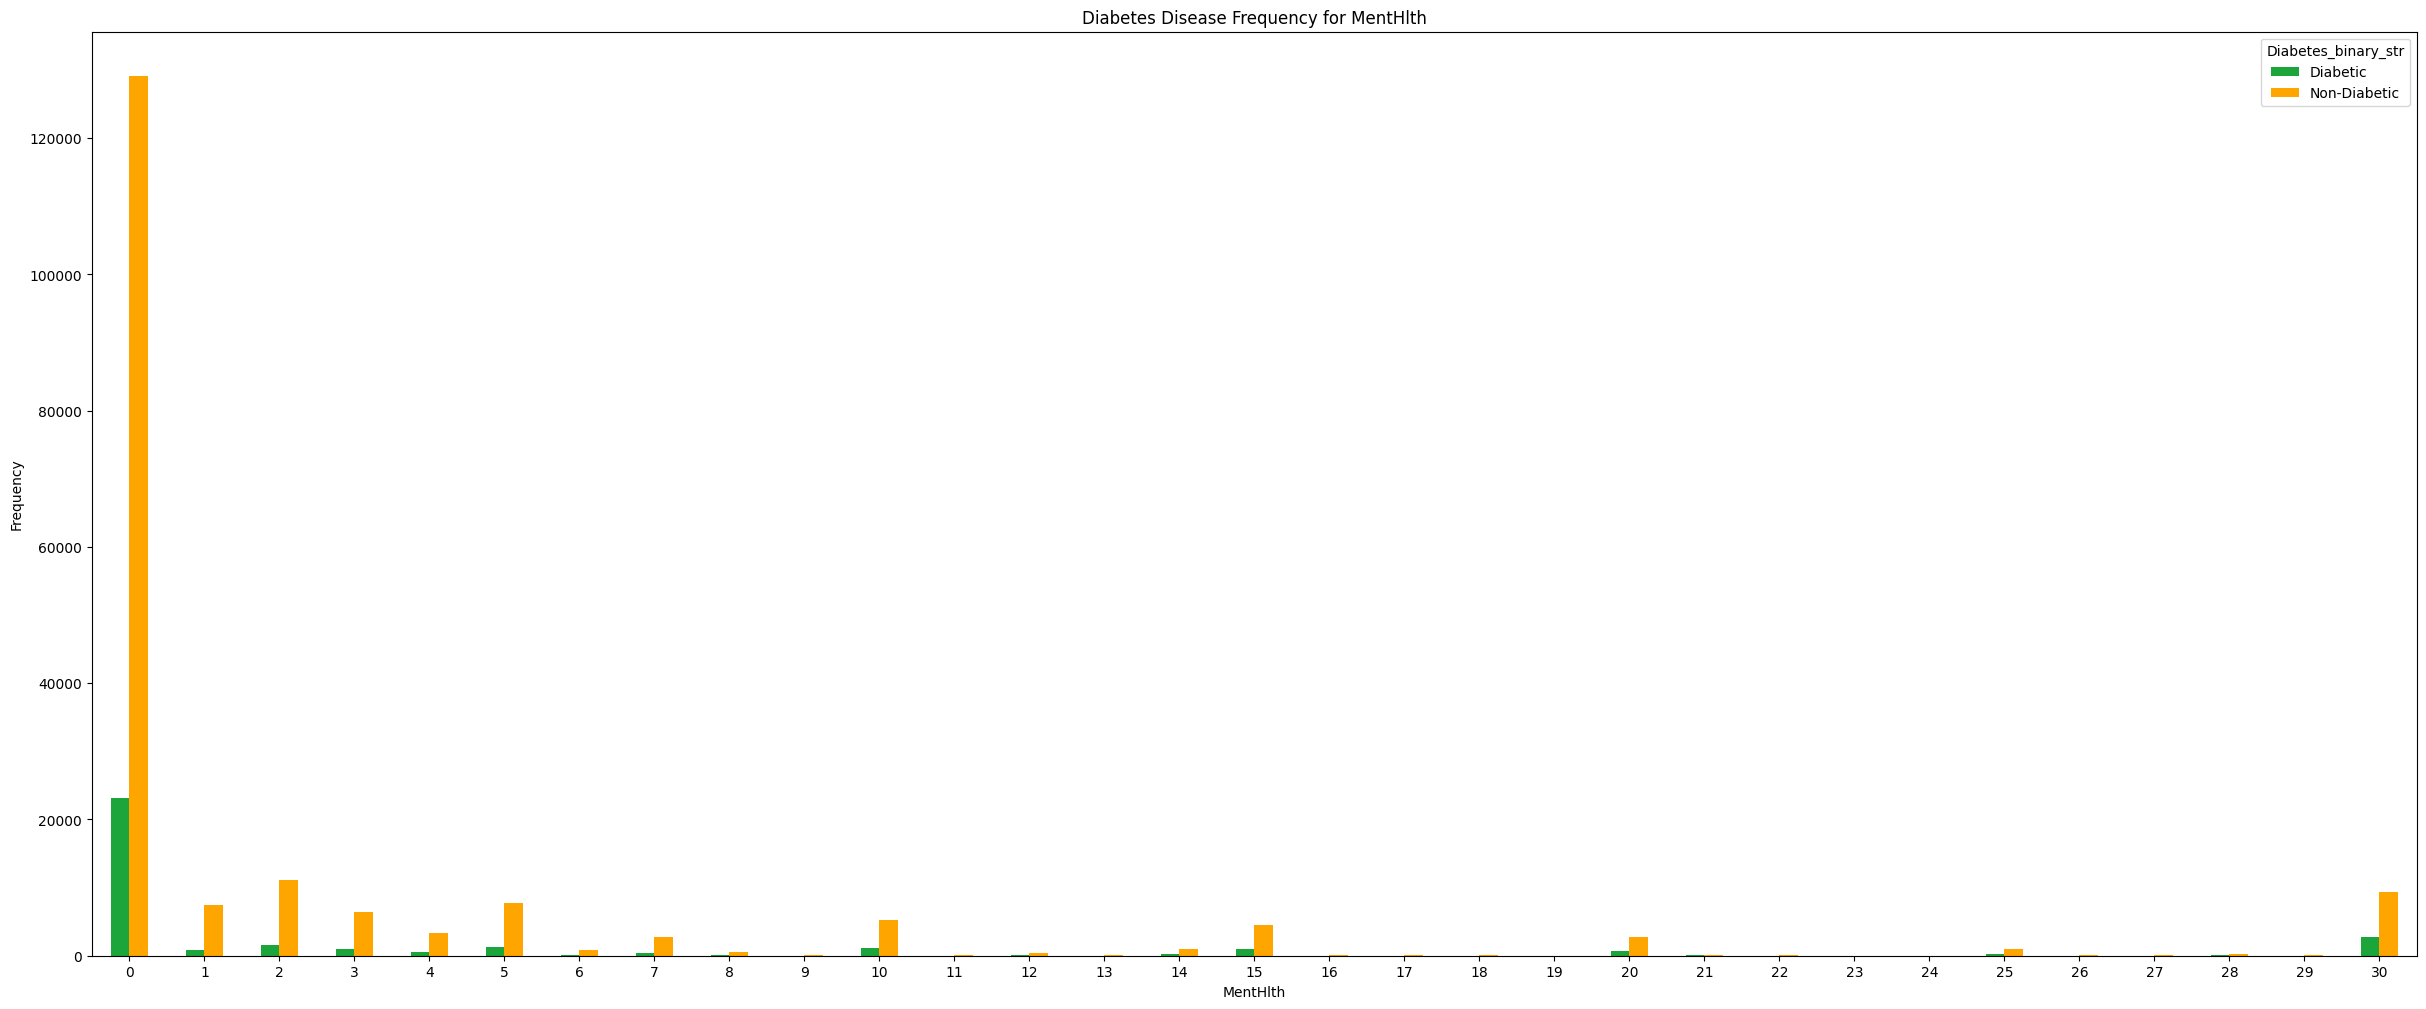 Diabetes Disease Frequency for MentHlth
Diabetes_binary_str
Diabetic
Non-Diabetic
120000
100000
80000
60000
40000
20000
0
Frequency
0 1 2 3 4 5 6 7 8 9 10 11 12 13 14 15 16 17 18 19 20 21 22 23 24 25 26 27 28 29 30
MentHlth